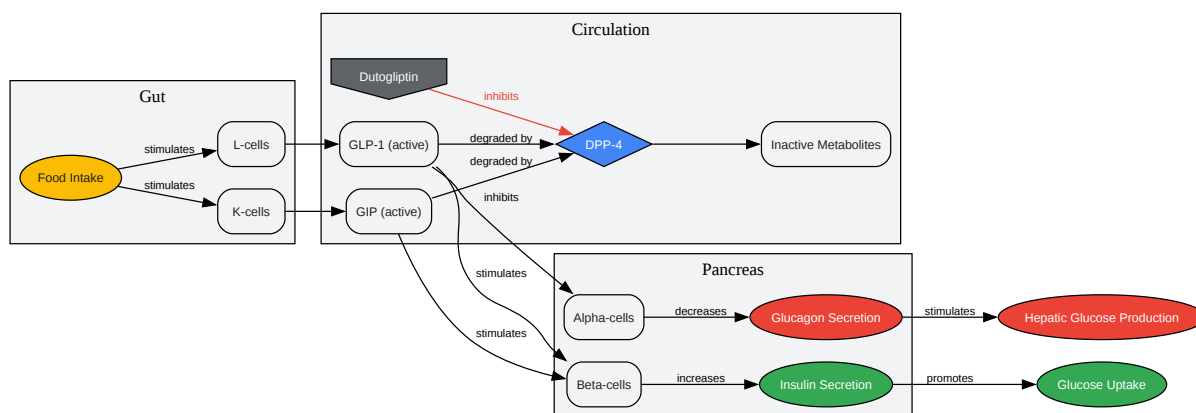 Circulation
Dutogliptin
inhibits
Gut
stimulates
L-cells
GLP-1 (active)
degraded by
DPP-4
Inactive Metabolites
Food Intake
degraded by
stimulates
K-cells
GIP (active)
inhibits
Pancreas
stimulates
Alpha-cells
decreases
Glucagon Secretion
stimulates
Hepatic Glucose Production
stimulates
Beta-cells
increases
Insulin Secretion
promotes
Glucose Uptake